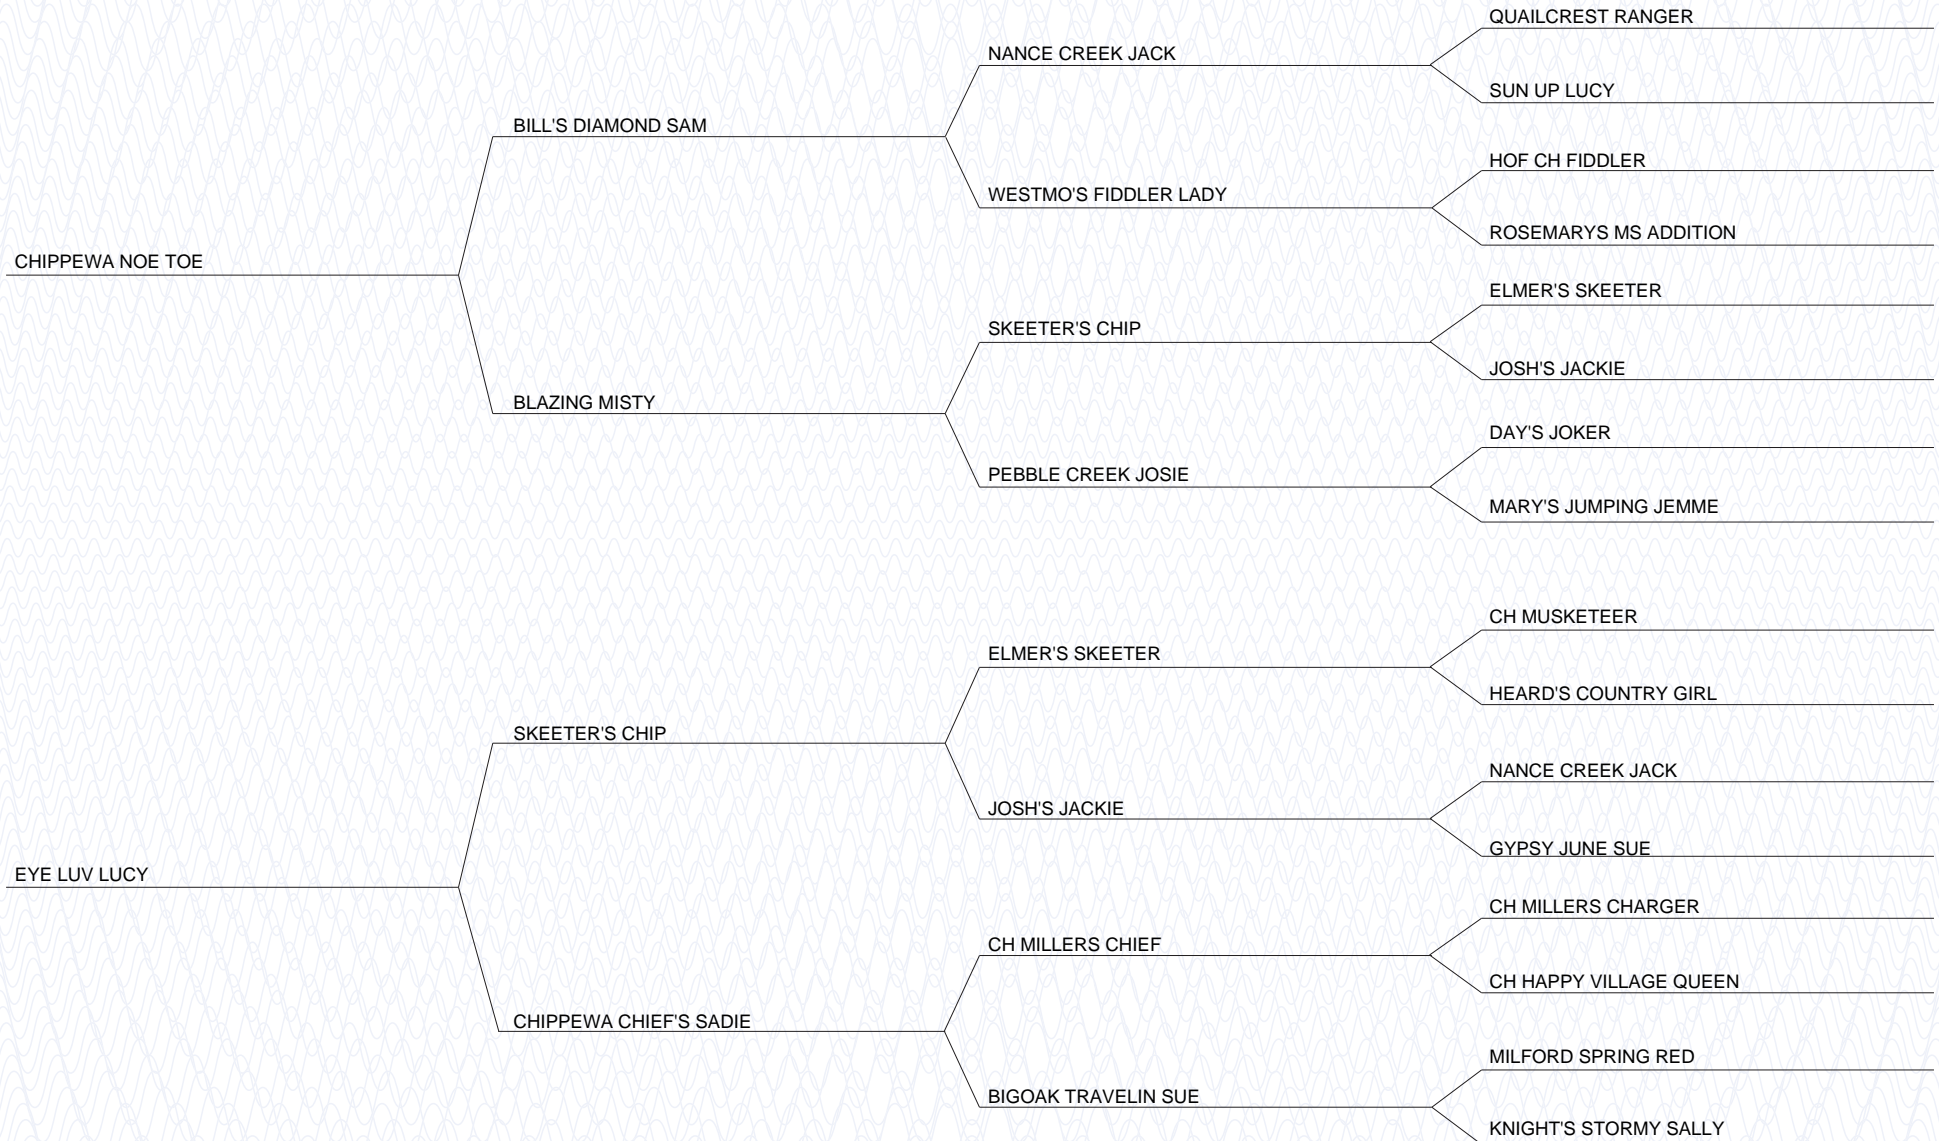 QUAILCREST RANGER
NANCE CREEK JACK
SUN UP LUCY
BILL'S DIAMOND SAM
HOF CH FIDDLER
WESTMO'S FIDDLER LADY
ROSEMARYS MS ADDITION
CHIPPEWA NOE TOE
ELMER'S SKEETER
SKEETER'S CHIP
JOSH'S JACKIE
BLAZING MISTY
DAY'S JOKER
PEBBLE CREEK JOSIE
MARY'S JUMPING JEMME
CH MUSKETEER
ELMER'S SKEETER
HEARD'S COUNTRY GIRL
SKEETER'S CHIP
NANCE CREEK JACK
JOSH'S JACKIE
GYPSY JUNE SUE
EYE LUV LUCY
CH MILLERS CHARGER
CH MILLERS CHIEF
CH HAPPY VILLAGE QUEEN
CHIPPEWA CHIEF'S SADIE
MILFORD SPRING RED
BIGOAK TRAVELIN SUE
KNIGHT'S STORMY SALLY